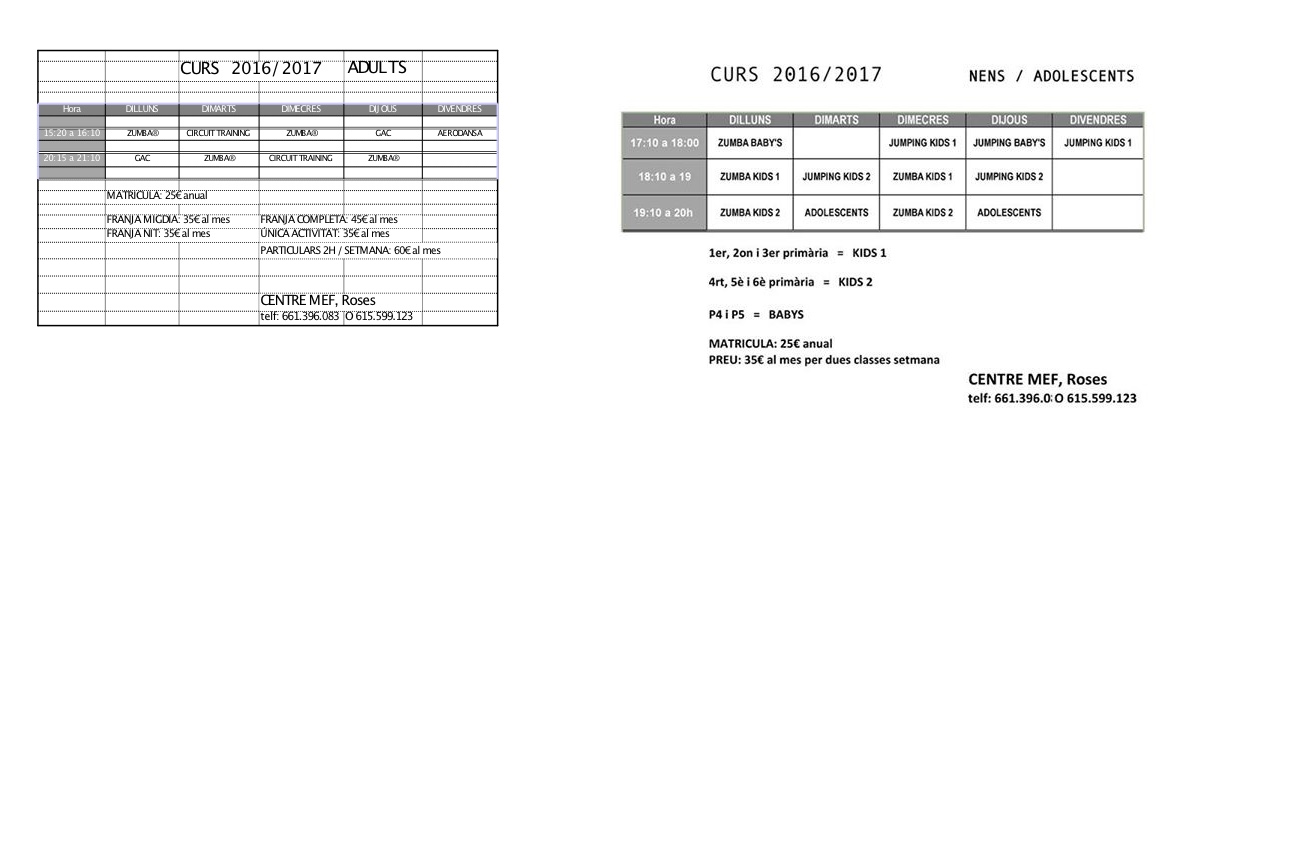 CURS 2016/2017 ADULTS
Hora DILLUNS DIMARTS DIMECRES DIJOUS DIVENDRES
15:20 a 16:10 ZUMBA® CIRCUIT TRAINING ZUMBA® GAC AERODANSA
20:15 a 21:10 GAC ZUMBA® CIRCUIT TRAINING ZUMBA®
MATRICULA: 25€ anual
FRANJA MIGDIA: 35€ al mes FRANJA COMPLETA: 45€ al mes
FRANJA NIT: 35€ al mes ÚNICA ACTIVITAT: 35€ al mes
PARTICULARS 2H / SETMANA: 60€ al mes
CENTRE MEF, Roses
telf: 661.396.083 O 615.599.123
CURS 2016/2017 NENS / ADOLESCENTS
Hora DILLUNS DIMARTS DIMECRES DIJOUS DIVENDRES
17:10 a 18:00 ZUMBA BABY'S JUMPING KIDS 1 JUMPING BABY'S JUMPING KIDS 1
18:10 a 19 ZUMBA KIDS 1 JUMPING KIDS 2 ZUMBA KIDS 1 JUMPING KIDS 2
19:10 a 20h ZUMBA KIDS 2 ADOLESCENTS ZUMBA KIDS 2 ADOLESCENTS
1er, 2on i 3er primària = KIDS 1
4rt, 5è i 6è primària = KIDS 2
P4 i P5 = BABYS
MATRICULA: 25€ anual
PREU: 35€ al mes per dues classes setmana
CENTRE MEF, Roses
telf: 661.396.0 O 615.599.123